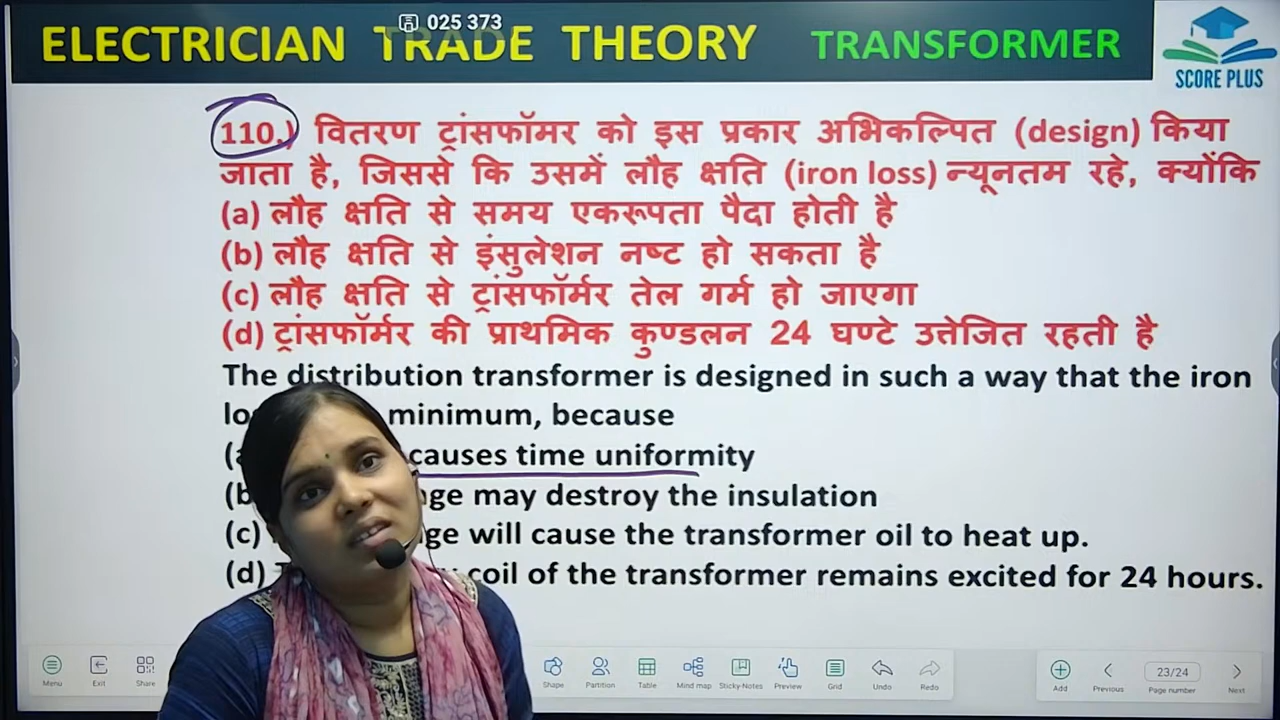 025 373
ELECTRICIAN TRADE THEORY TRANSFORMER
SCORE PLUS
110.) वितरण ट्रांसफॉमर को इस प्रकार अभिकल्पित (design) किया
जाता है, जिससे कि उसमें लौह क्षति (iron loss) न्यूनतम रहे, क्योंकि
(a) लौह क्षति से समय एकरूपता पैदा होती है
(b) लौह क्षति से इंसुलेशन नष्ट हो सकता है
(c) लौह क्षति से ट्रांसफॉर्मर तेल गर्म हो जाएगा
(d) ट्रांसफॉर्मर की प्राथमिक कुण्डलन 24 घण्टे उत्तेजित रहती है
The distribution transformer is designed in such a way that the iron
minimum, because
causes time uniformity
may destroy the insulation
(c) will cause the transformer oil to heat up.
(d) coil of the transformer remains excited for 24 hours.
Menu Exit Share Shape Partition Table Mind map Sticky-Notes Preview Grid Undo Redo Add Previous 23/24 Page number Next